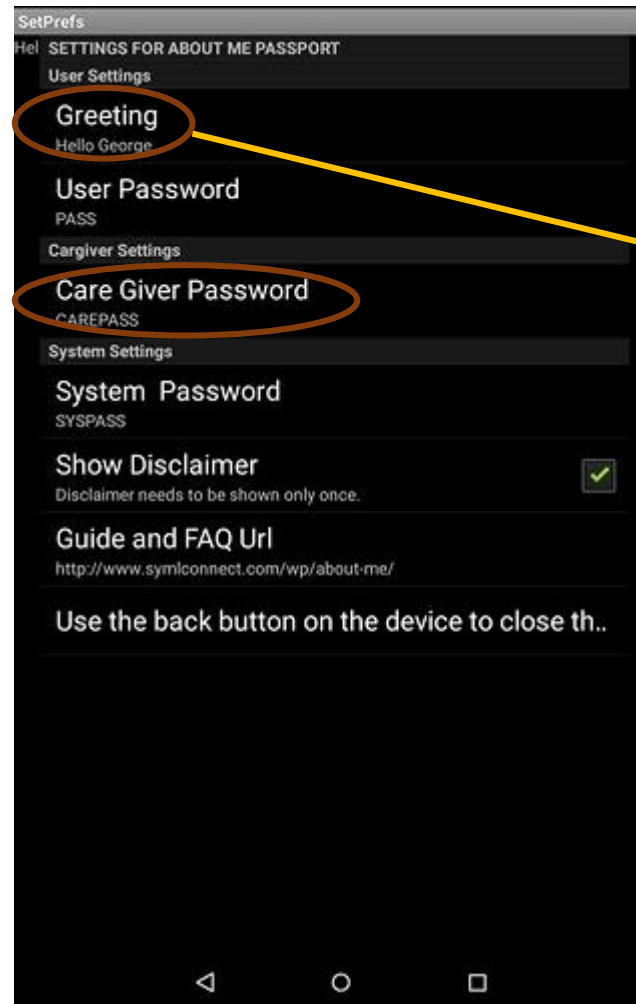 SetPrefs
Hel SETTINGS FOR ABOUT ME PASSPORT
User Settings
Greeting
Hello George
User Password
PASS
Cargiver Settings
Care Giver Password
CAREPASS
System Settings
System Password
SYSPASS
Show Disclaimer
Disclaimer needs to be shown only once.
Guide and FAQ Url
http://www.symlconnect.com/wp/about-me/
Use the back button on the device to close th..